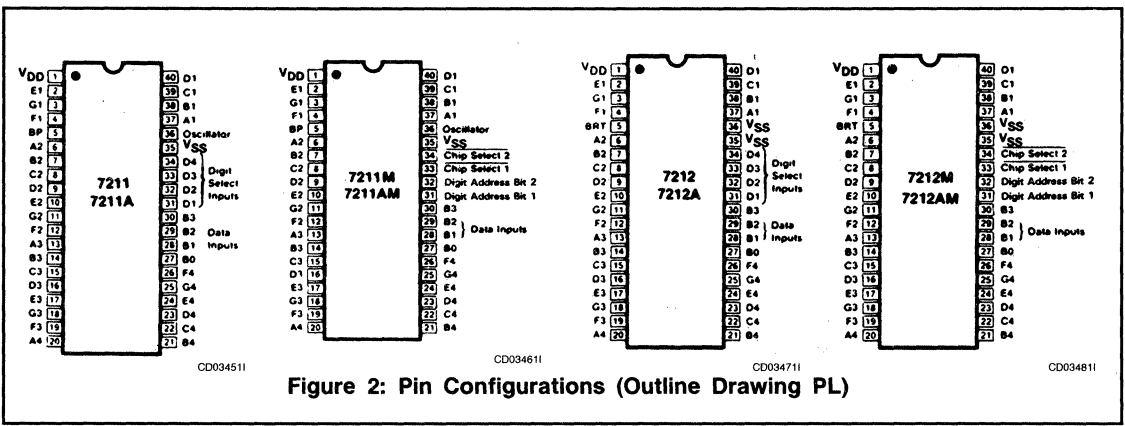 VDD 1 40 D1
E1 2 39 C1
G1 3 38 B1
F1 4 37 A1
BP 5 36 Oscillator
A2 6 35 VSS
B2 7 34 D4
C2 8 33 D3
D2 9 32 D2
E2 10 31 D1
G2 11 30 B3
F2 12 29 B2
A3 13 28 B1
B3 14 27 B0
C3 15 26 F4
D3 16 25 G4
E3 17 24 E4
G3 18 23 D4
F3 19 22 C4
A4 20 21 B4
Digit
Select
Inputs
Data
Inputs
7211
7211A
CD03451I
VDD 1 40 D1
E1 2 39 C1
G1 3 38 B1
F1 4 37 A1
BP 5 36 Oscillator
A2 6 35 VSS
B2 7 34 Chip Select 2
C2 8 33 Chip Select 1
D2 9 32 Digit Address Bit 2
E2 10 31 Digit Address Bit 1
G2 11 30 B3
F2 12 29 B2
A3 13 28 B1
B3 14 27 B0
C3 15 26 F4
D3 16 25 G4
E3 17 24 E4
G3 18 23 D4
F3 19 22 C4
A4 20 21 B4
Data Inputs
7211M
7211AM
CD03461I
VDD 1 40 D1
E1 2 39 C1
G1 3 38 B1
F1 4 37 A1
BRT 5 36 VSS
A2 6 35 VSS
B2 7 34 D4
C2 8 33 D3
D2 9 32 D2
E2 10 31 D1
G2 11 30 B3
F2 12 29 B2
A3 13 28 B1
B3 14 27 B0
C3 15 26 F4
D3 16 25 G4
E3 17 24 E4
G3 18 23 D4
F3 19 22 C4
A4 20 21 B4
Digit
Select
Inputs
Data
Inputs
7212
7212A
CD03471I
VDD 1 40 D1
E1 2 39 C1
G1 3 38 B1
F1 4 37 A1
BRT 5 36 VSS
A2 6 35 VSS
B2 7 34 Chip Select 2
C2 8 33 Chip Select 1
D2 9 32 Digit Address Bit 2
E2 10 31 Digit Address Bit 1
G2 11 30 B3
F2 12 29 B2
A3 13 28 B1
B3 14 27 B0
C3 15 26 F4
D3 16 25 G4
E3 17 24 E4
G3 18 23 D4
F3 19 22 C4
A4 20 21 B4
Data Inputs
7212M
7212AM
CD03481I
Figure 2: Pin Configurations (Outline Drawing PL)